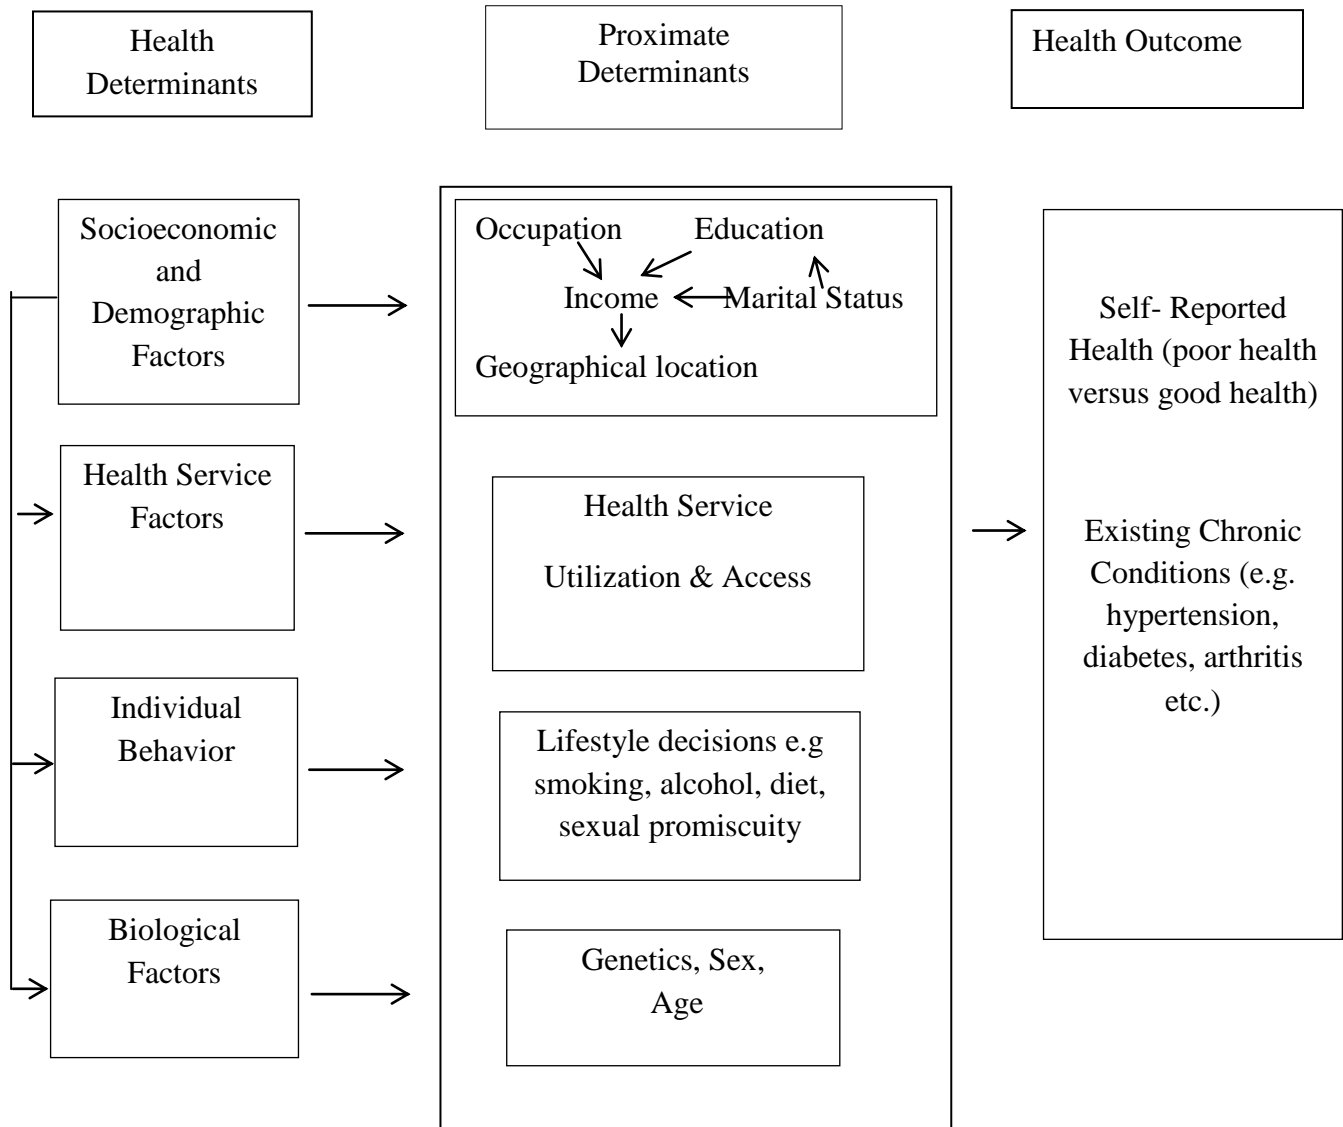 Health
Determinants
Proximate
Determinants
Health Outcome
Socioeconomic
and
Demographic
Factors
Occupation
Education
Income
Marital Status
Geographical location
Self- Reported
Health (poor health
versus good health)
Existing Chronic
Conditions (e.g.
hypertension,
diabetes, arthritis
etc.)
Health Service
Factors
Health Service
Utilization & Access
Individual
Behavior
Lifestyle decisions e.g
smoking, alcohol, diet,
sexual promiscuity
Biological
Factors
Genetics, Sex,
Age